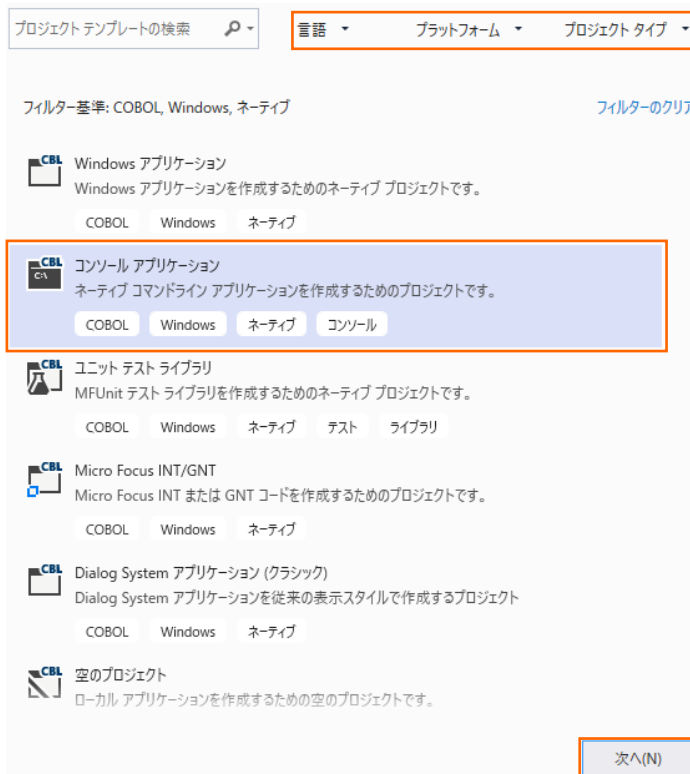 プロジェクト テンプレートの検索
言語 プラットフォーム プロジェクト タイプ
フィルター基準: COBOL, Windows, ネーティブ フィルターのクリア
CBL Windows アプリケーション
Windows アプリケーションを作成するためのネーティブ プロジェクトです。
COBOL Windows ネーティブ
CBL コンソール アプリケーション
C:\ ネーティブ コマンドライン アプリケーションを作成するためのプロジェクトです。
COBOL Windows ネーティブ コンソール
CBL ユニット テスト ライブラリ
MFUnit テスト ライブラリを作成するためのネーティブ プロジェクトです。
COBOL Windows ネーティブ テスト ライブラリ
CBL Micro Focus INT/GNT
Micro Focus INT または GNT コードを作成するためのプロジェクトです。
COBOL Windows ネーティブ
CBL Dialog System アプリケーション (クラシック)
Dialog System アプリケーションを従来の表示スタイルで作成するプロジェクト
COBOL Windows ネーティブ
CBL 空のプロジェクト
ローカル アプリケーションを作成するための空のプロジェクトです。
次へ(N)